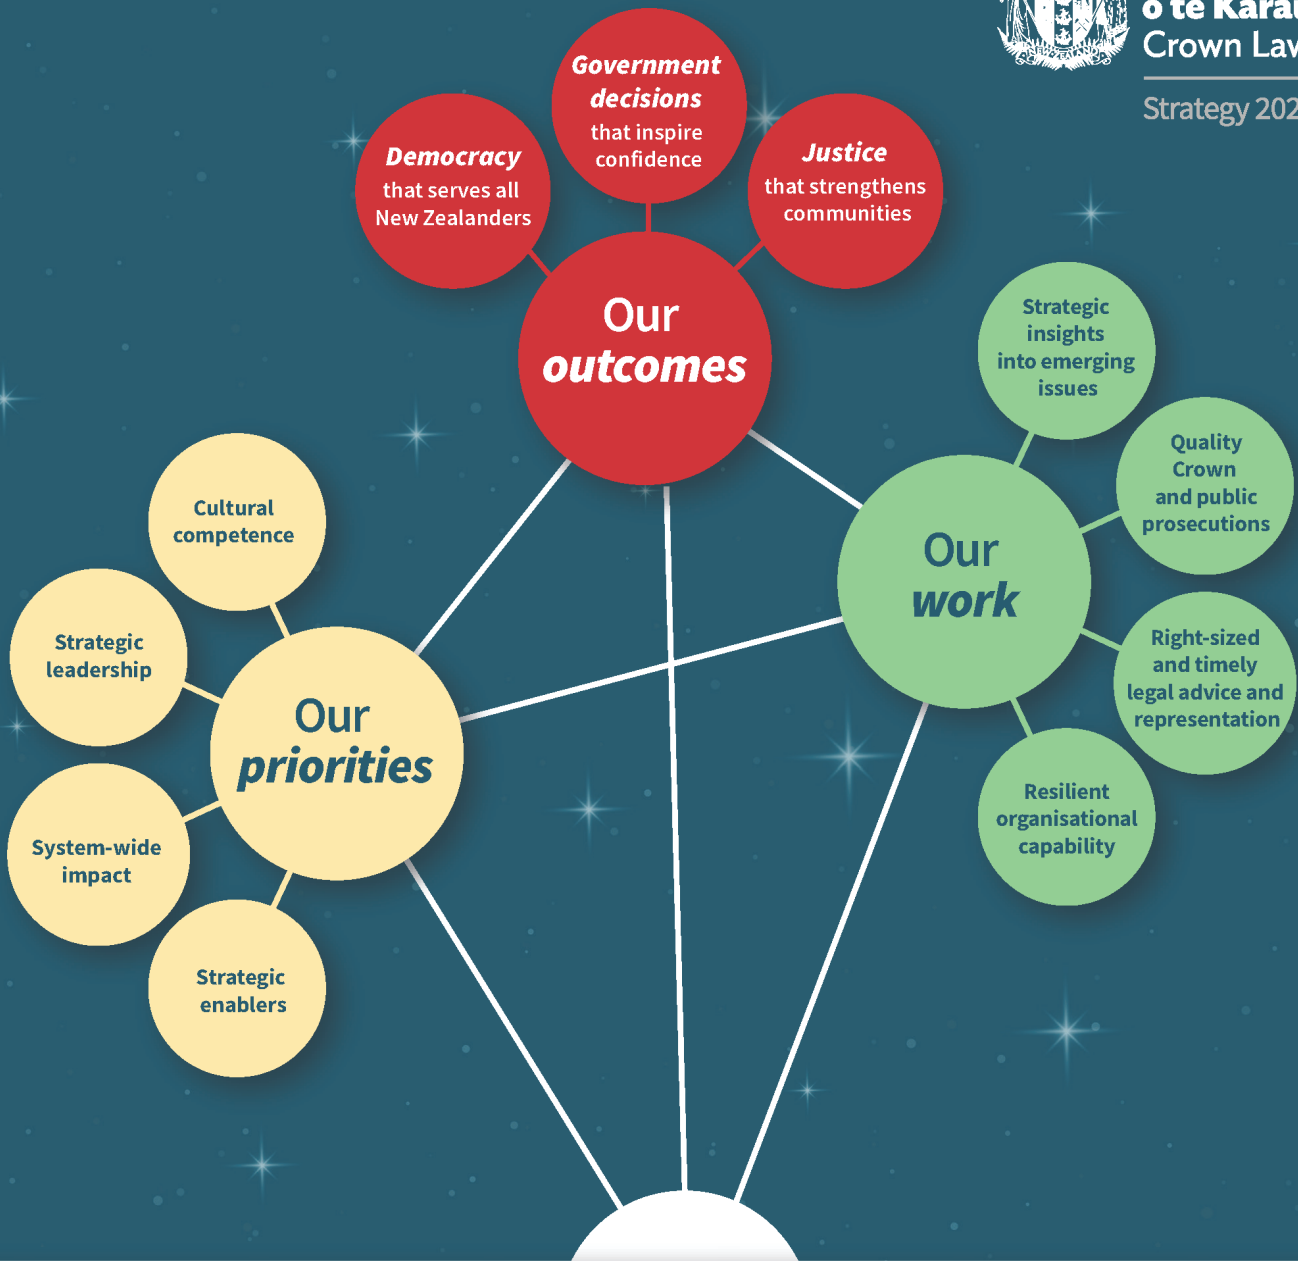 o te
Crown
Strategy
Government
decisions
that inspire
confidence
Democracy
that serves all
New Zealanders
Justice
that strengthens
communities
Our
outcomes
Strategic
insights
into emerging
issues
Quality
Crown
and public
prosecutions
Our
work
Right-sized
and timely
legal advice and
representation
Resilient
organisational
capability
Cultural
competence
Strategic
leadership
Our
priorities
System-wide
impact
Strategic
enablers